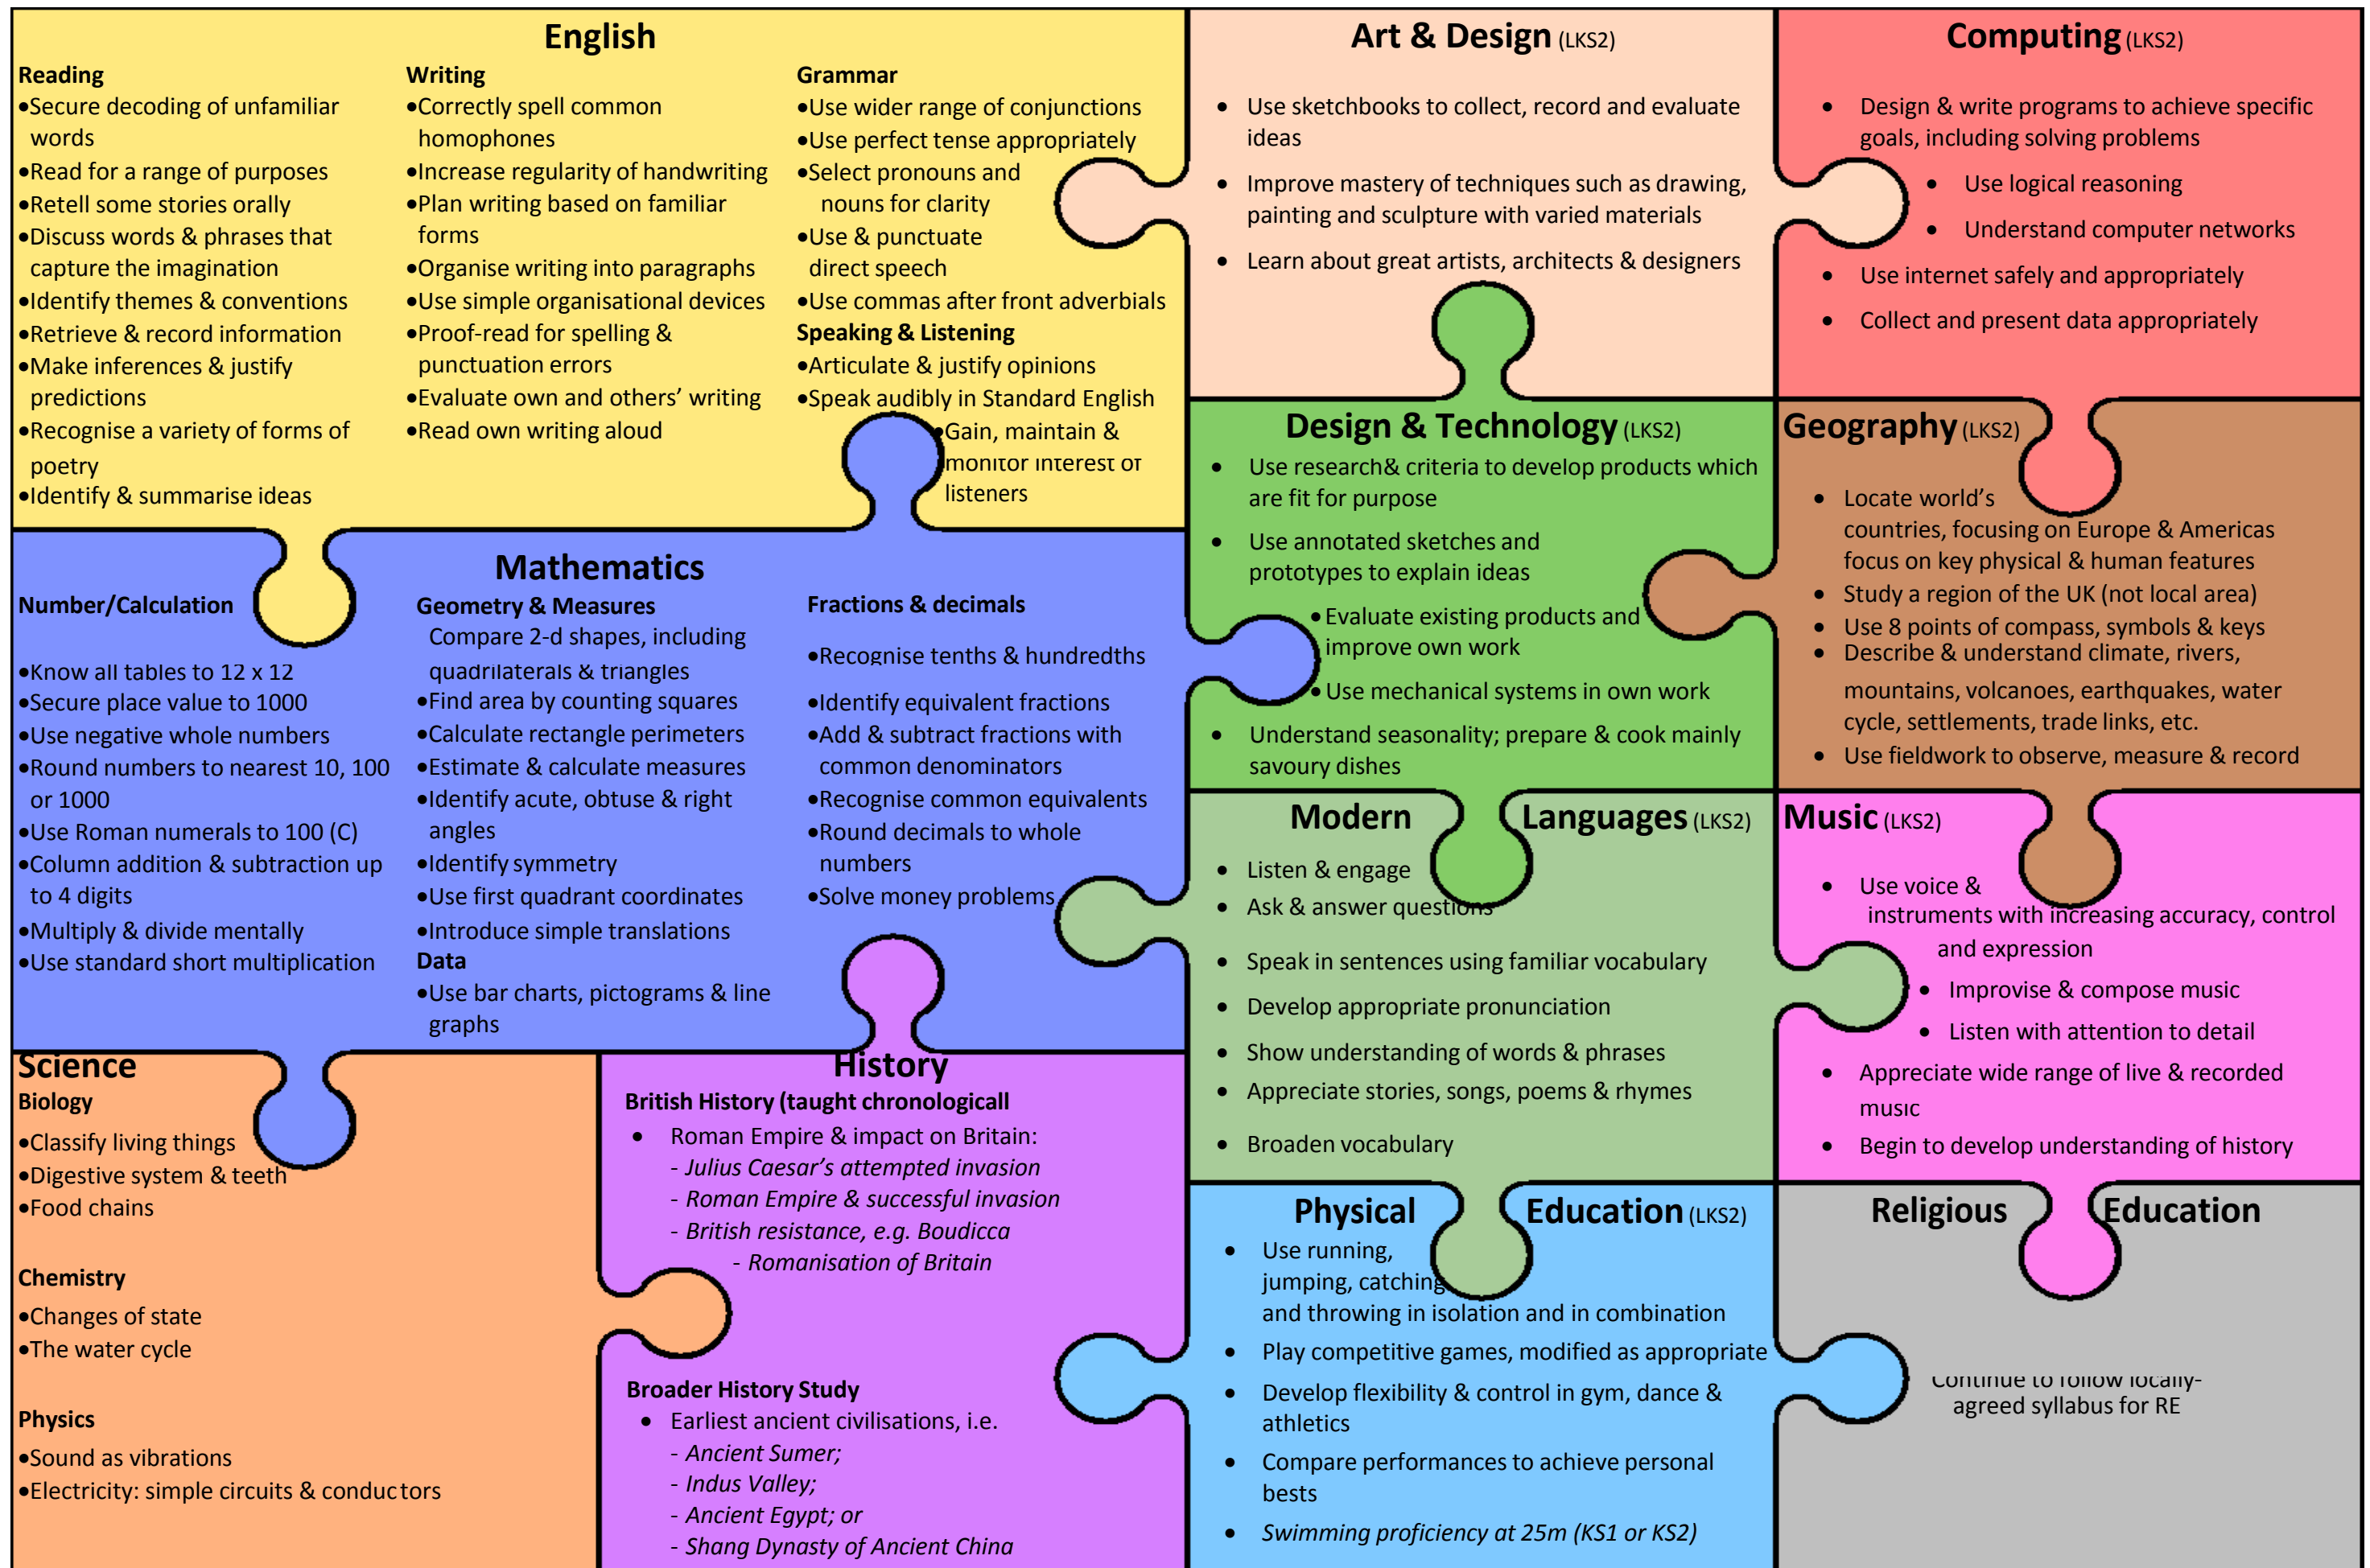 English
Reading
•Secure decoding of unfamiliar
words
•Read for a range of purposes
•Retell some stories orally
•Discuss words & phrases that
capture the imagination
•Identify themes & conventions
•Retrieve & record information
•Make inferences & justify
predictions
•Recognise a variety of forms of
poetry
•Identify & summarise ideas
Writing
•Correctly spell common
homophones
•Increase regularity of handwriting
•Plan writing based on familiar
forms
•Organise writing into paragraphs
•Use simple organisational devices
•Proof-read for spelling &
punctuation errors
•Evaluate own and others’ writing
•Read own writing aloud
Grammar
•Use wider range of conjunctions
•Use perfect tense appropriately
•Select pronouns and
nouns for clarity
•Use & punctuate
direct speech
•Use commas after front adverbials
Speaking & Listening
•Articulate & justify opinions
•Speak audibly in Standard English
•Gain, maintain &
monitor interest of
listeners
Art & Design (LKS2)
• Use sketchbooks to collect, record and evaluate
ideas
• Improve mastery of techniques such as drawing,
painting and sculpture with varied materials
• Learn about great artists, architects & designers
Computing (LKS2)
• Design & write programs to achieve specific
goals, including solving problems
• Use logical reasoning
• Understand computer networks
• Use internet safely and appropriately
• Collect and present data appropriately
Design & Technology (LKS2)
• Use research& criteria to develop products which
are fit for purpose
• Use annotated sketches and
prototypes to explain ideas
•Evaluate existing products and
improve own work
•Use mechanical systems in own work
• Understand seasonality; prepare & cook mainly
savoury dishes
Geography (LKS2)
• Locate world’s
countries, focusing on Europe & Americas
focus on key physical & human features
• Study a region of the UK (not local area)
• Use 8 points of compass, symbols & keys
• Describe & understand climate, rivers,
mountains, volcanoes, earthquakes, water
cycle, settlements, trade links, etc.
• Use fieldwork to observe, measure & record
Mathematics
Number/Calculation
•Know all tables to 12 x 12
•Secure place value to 1000
•Use negative whole numbers
•Round numbers to nearest 10, 100
or 1000
•Use Roman numerals to 100 (C)
•Column addition & subtraction up
to 4 digits
•Multiply & divide mentally
•Use standard short multiplication
Geometry & Measures
Compare 2-d shapes, including
quadrilaterals & triangles
•Find area by counting squares
•Calculate rectangle perimeters
•Estimate & calculate measures
•Identify acute, obtuse & right
angles
•Identify symmetry
•Use first quadrant coordinates
•Introduce simple translations
Data
•Use bar charts, pictograms & line
graphs
Fractions & decimals
•Recognise tenths & hundredths
•Identify equivalent fractions
•Add & subtract fractions with
common denominators
•Recognise common equivalents
•Round decimals to whole
numbers
•Solve money problems
Modern Languages (LKS2)
• Listen & engage
• Ask & answer questions
• Speak in sentences using familiar vocabulary
• Develop appropriate pronunciation
• Show understanding of words & phrases
• Appreciate stories, songs, poems & rhymes
• Broaden vocabulary
Music (LKS2)
• Use voice &
instruments with increasing accuracy, control
and expression
• Improvise & compose music
• Listen with attention to detail
• Appreciate wide range of live & recorded
music
• Begin to develop understanding of history
Science
Biology
•Classify living things
•Digestive system & teeth
•Food chains
Chemistry
•Changes of state
•The water cycle
Physics
•Sound as vibrations
•Electricity: simple circuits & conductors
History
British History (taught chronologicall
• Roman Empire & impact on Britain:
- Julius Caesar’s attempted invasion
- Roman Empire & successful invasion
- British resistance, e.g. Boudicca
- Romanisation of Britain
Broader History Study
• Earliest ancient civilisations, i.e.
- Ancient Sumer;
- Indus Valley;
- Ancient Egypt; or
- Shang Dynasty of Ancient China
Physical Education (LKS2)
• Use running,
jumping, catching
and throwing in isolation and in combination
• Play competitive games, modified as appropriate
• Develop flexibility & control in gym, dance &
athletics
• Compare performances to achieve personal
bests
• Swimming proficiency at 25m (KS1 or KS2)
Religious Education
Continue to follow locally-
agreed syllabus for RE